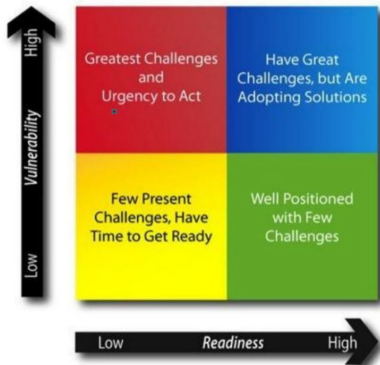 High
Vulnerability
Low
Greatest Challenges
and
Urgency to Act
Have Great
Challenges, but Are
Adopting Solutions
Few Present
Challenges, Have
Time to Get Ready
Well Positioned
with Few
Challenges
Low
Readiness
High